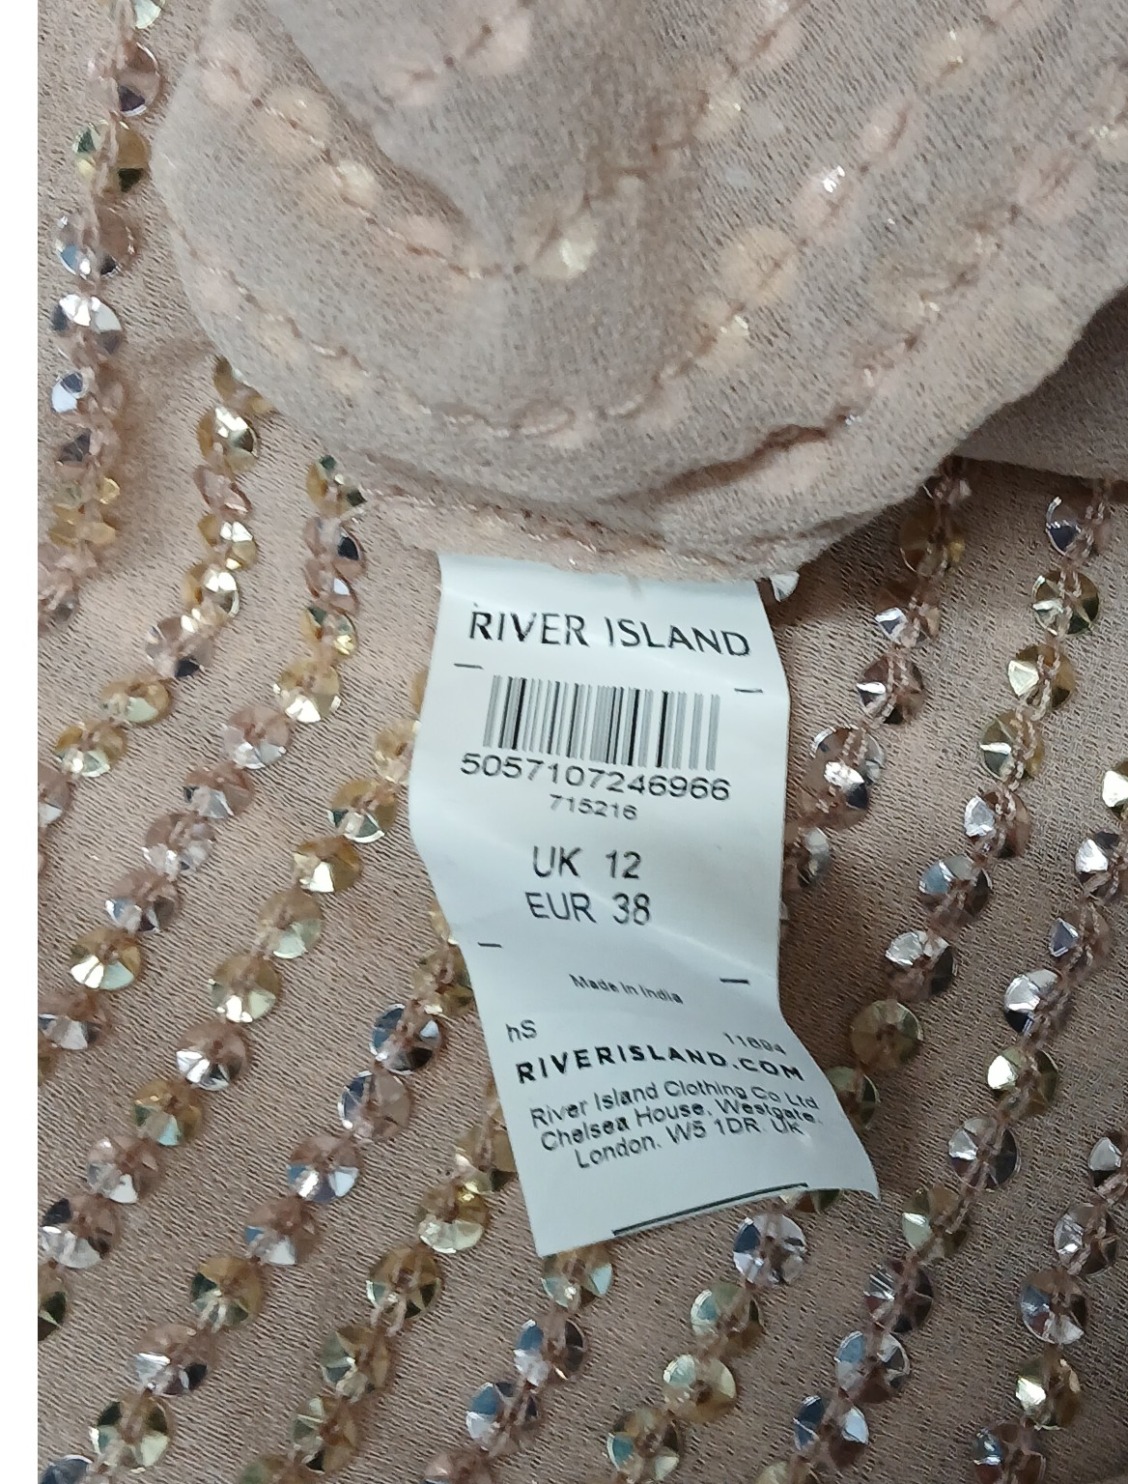 RIVER ISLAND
5057107246966
715216
UK 12
EUR 38
Made in India
hS 11894
RIVERISLAND.COM
River Island Clothing Co Ltd
Chelsea House, Westgate,
London. W5 1DR UK